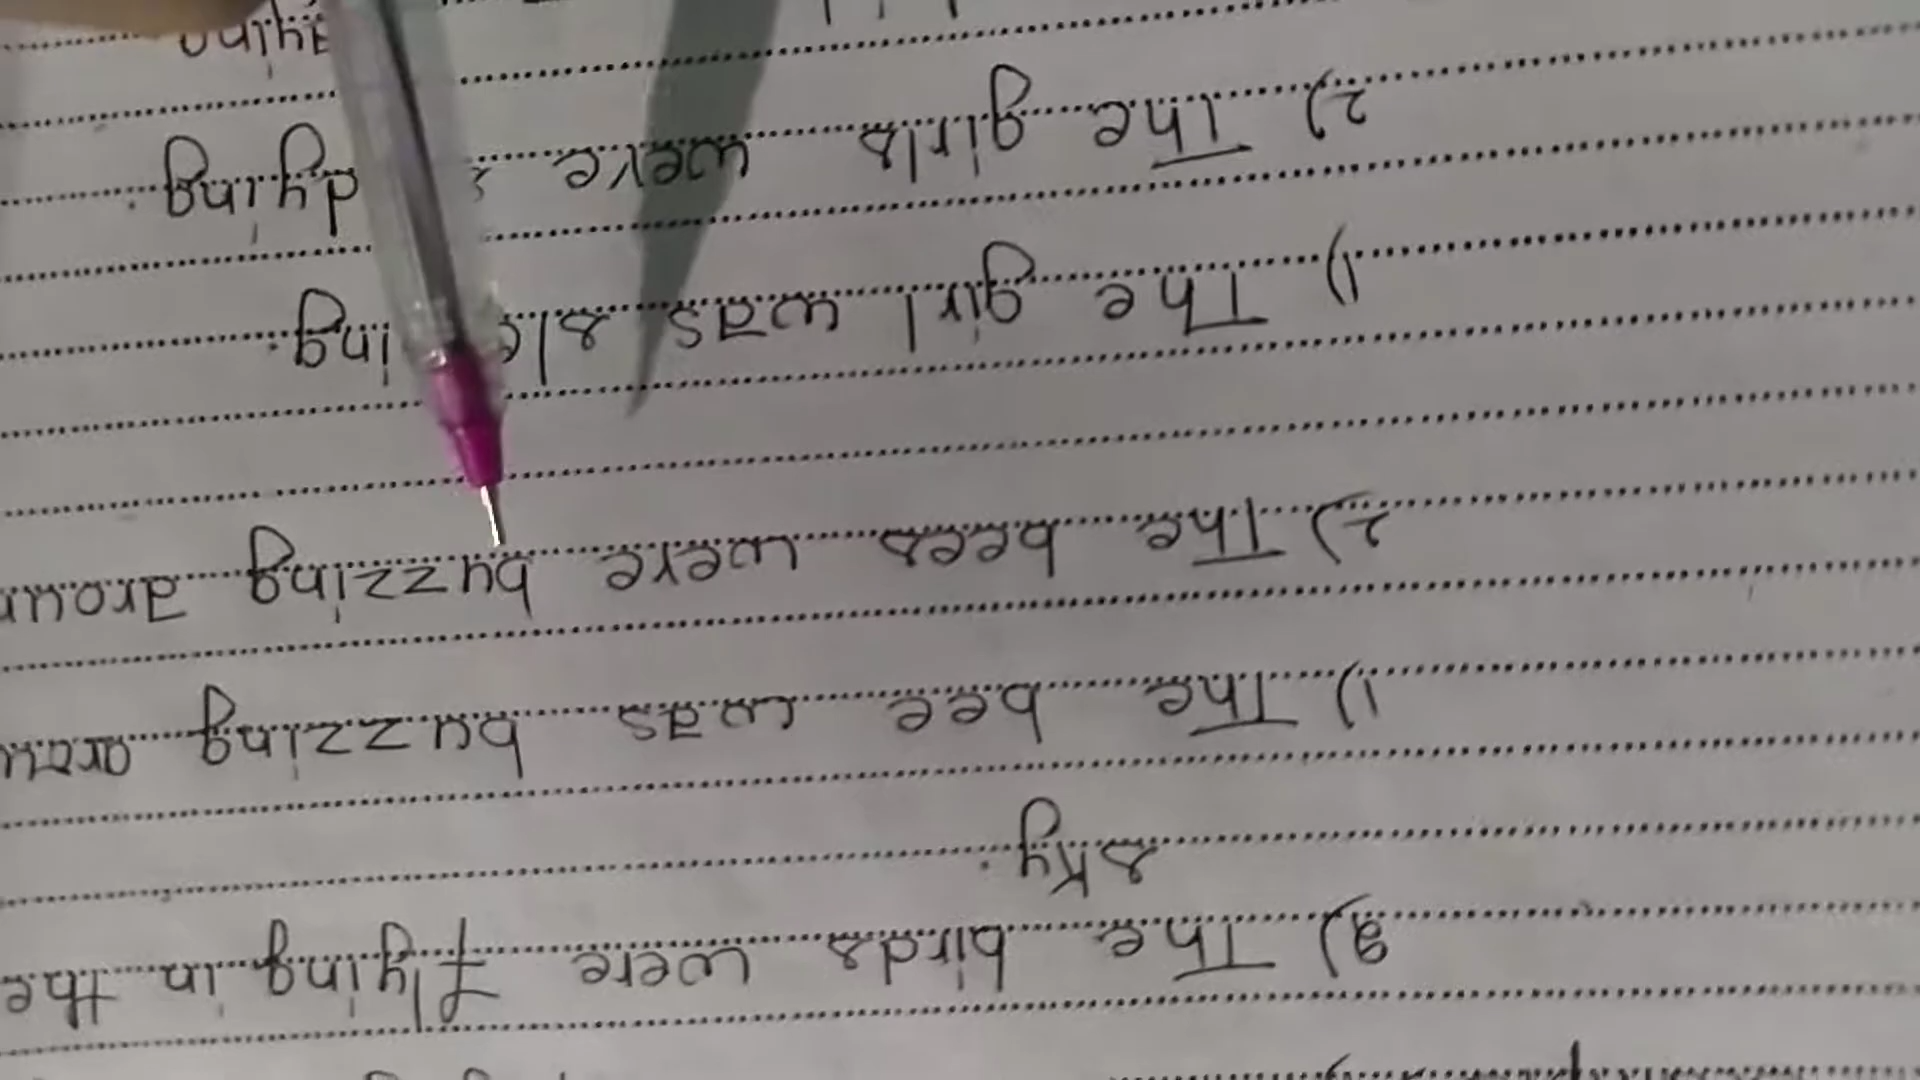 g) The birds were flying in the
sky.
1) The bee was buzzing
2) The bees were buzzing
1) The girl was
2) The girls were dying.